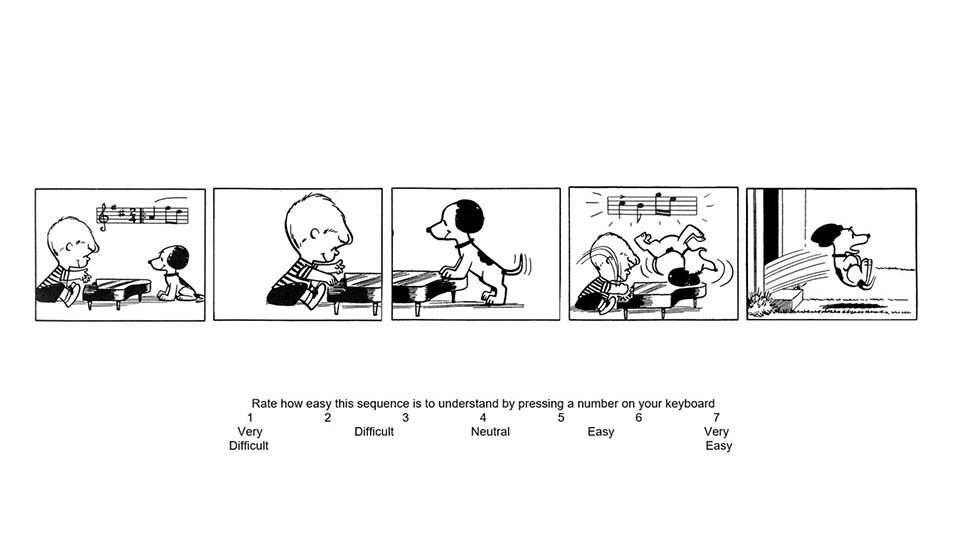 Rate how easy this sequence is to understand by pressing a number on your keyboard
1 2 3 4 5 6 7
Very Difficult Neutral Easy Very
Difficult Easy